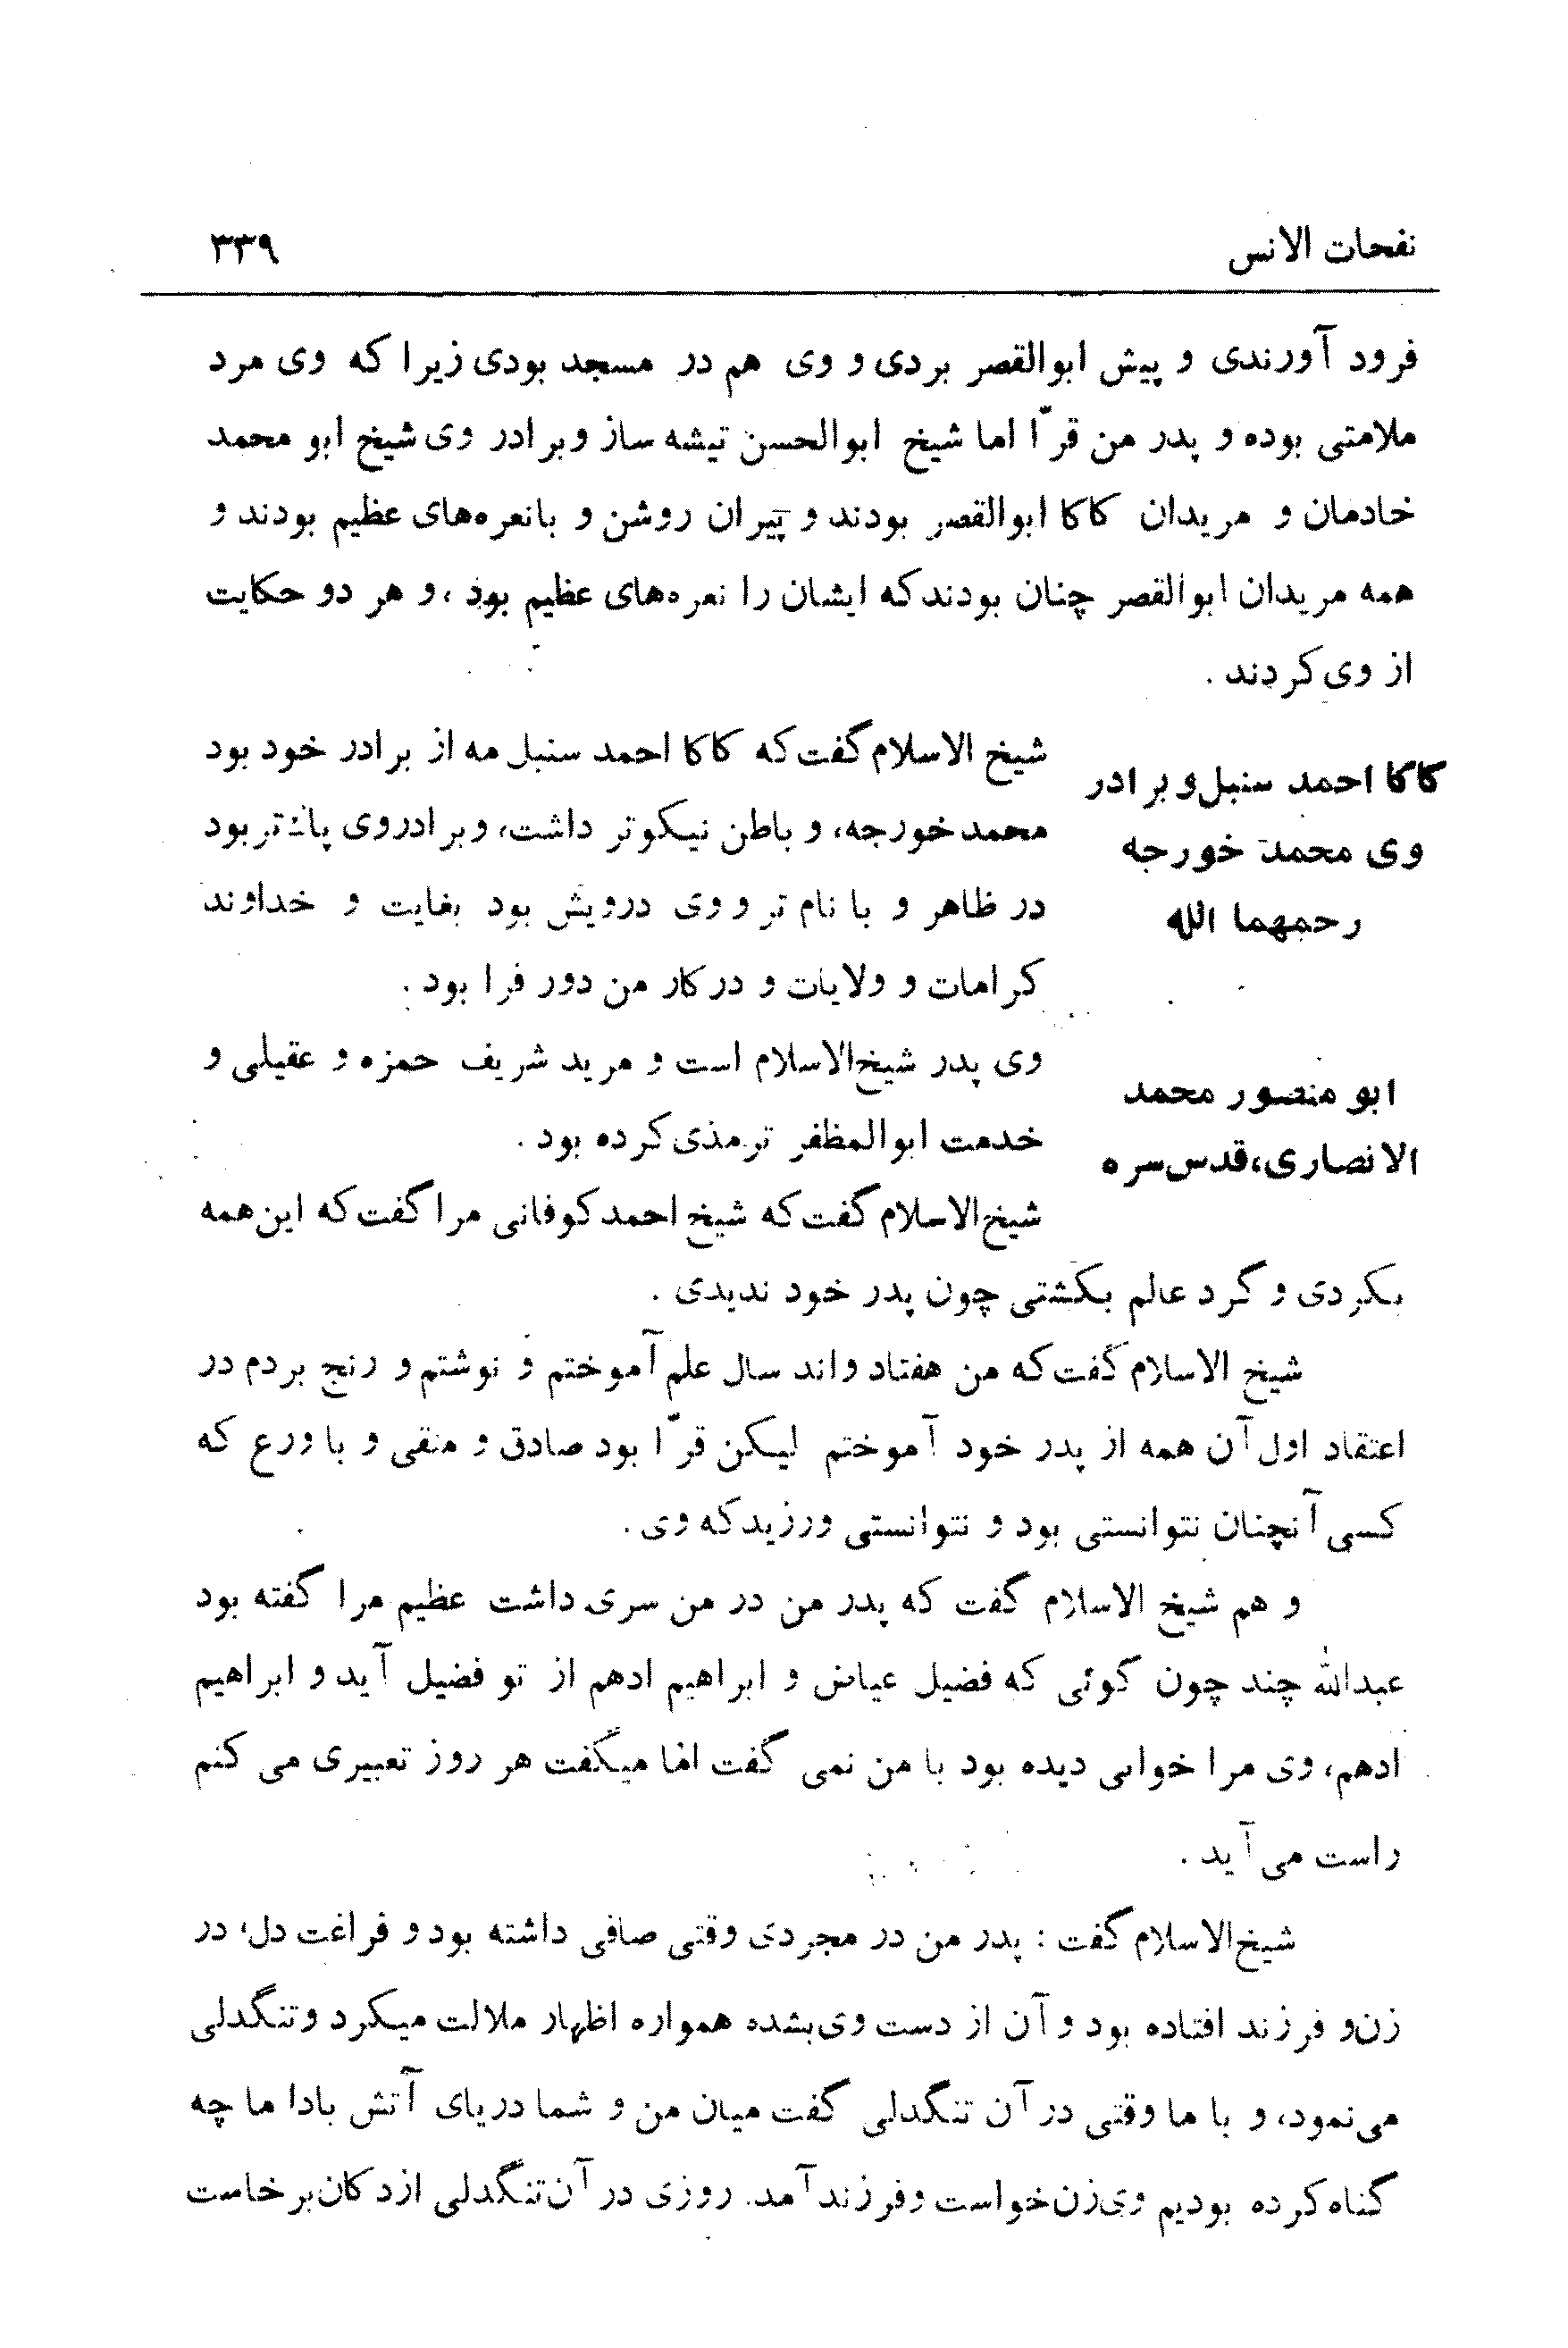 نفحات الانس
۳۳۹
فرود آورندی و پیش ابوالقصر بردی و وی هم در مسجد بودی زیرا که وی مرد
ملامتی بوده و پدر من قرّا اما شیخ ابوالحسن تیشه ساز وبرادر وی شیخ ابو محمد
خادمان و مریدان کاکا ابوالقصر بودند و پیران روشن و بانعره‌های عظیم بودند و
همه مریدان ابوالقصر چنان بودندکه ایشان را نعره‌های عظیم بود ، و هر دو حکایت
از وی کردند .
کاکا احمد سنبل وبرادر
وی محمد خورجه
رحمهما الله
شیخ الاسلام گفت که کاکا احمد سنبل مه از برادر خود بود
محمد خورجه، و باطن نیکوتر داشت، وبرادروی تربود
در ظاهر و با نام تر و وی درویش بود بغایت و خداوند
کرامات و ولایات و درکار من دور فرا بود .
ابو منصور محمد
الانصاری، قدس سره
وی پدر شیخ‌الاسلام است و مرید شریف حمزه و عقیلی و
خدمت ابوالمظفر ترمذی کرده بود .
شیخ‌الاسلام گفت که شیخ احمد کوفانی مرا گفت که این همه
بکردی و گرد عالم بگشتی چون پدر خود ندیدی .
شیخ الاسلام گفت که من هفتاد واند سال علم آموختم و نوشتم و رنج بردم در
اعتقاد اول آن همه از پدر خود آموختم لیکن قرّا بود صادق و متقی و با ورع که
کسی آنچنان نتوانستی بود و نتوانستی ورزید که وی .
و هم شیخ الاسلام گفت که پدر من در من سری داشت عظیم مرا گفته بود
عبدالله چند چون گوئی که فضیل عیاض و ابراهیم ادهم از تو فضیل آید و ابراهیم
ادهم، وی مرا خوابی دیده بود با من نمی گفت اما میگفت هر روز تعبیری می کنم
راست می آید .
شیخ‌الاسلام گفت : پدر من در مجردی وقتی صافی داشته بود و فراغت دل، در
زن و فرزند افتاده بود و آن از دست وی بشده همواره اظهار ملالت میکرد وتنگدلی
می‌نمود، و با ما وقتی در آن تنگدلی گفت میان من و شما دریای آتش بادا ما چه
گناه کرده بودیم وی زن خواست وفرزند آمد. روزی در آن تنگدلی ازدکان برخاست